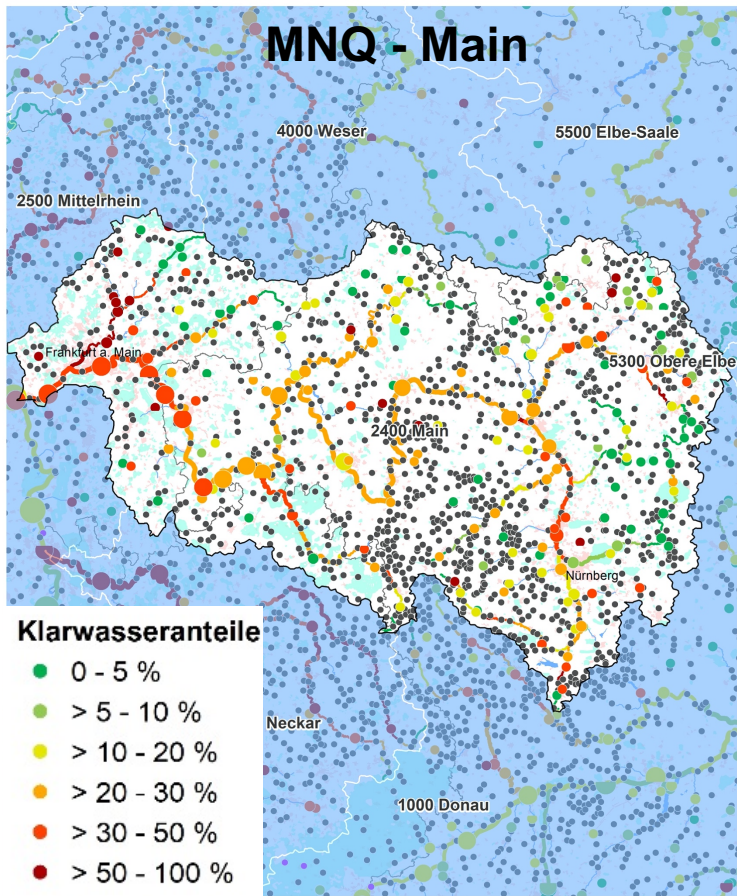 MNQ - Main
4000 Weser
5500 Elbe-Saale
2500 Mittelrhein
Frankfurt a. Main
5300 Obere Elbe
2400 Main
Nürnberg
Klarwasseranteile
0 - 5 %
> 5 - 10 %
> 10 - 20 %
> 20 - 30 %
> 30 - 50 %
> 50 - 100 %
Neckar
1000 Donau